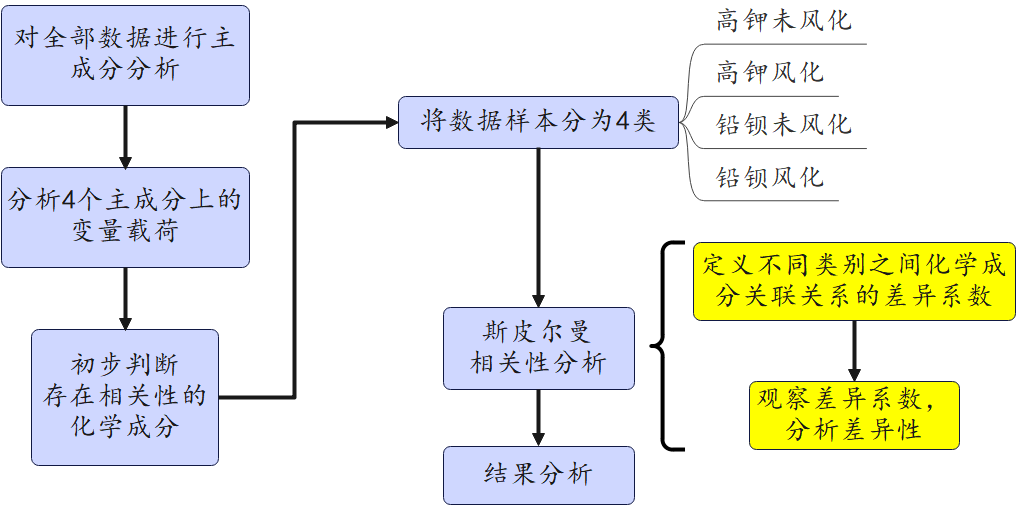 对全部数据进行主
成分分析
分析4个主成分上的
变量载荷
初步判断
存在相关性的
化学成分
将数据样本分为4类
高钾未风化
高钾风化
铅钡未风化
铅钡风化
斯皮尔曼
相关性分析
结果分析
定义不同类别之间化学成
分关联关系的差异系数
观察差异系数，
分析差异性